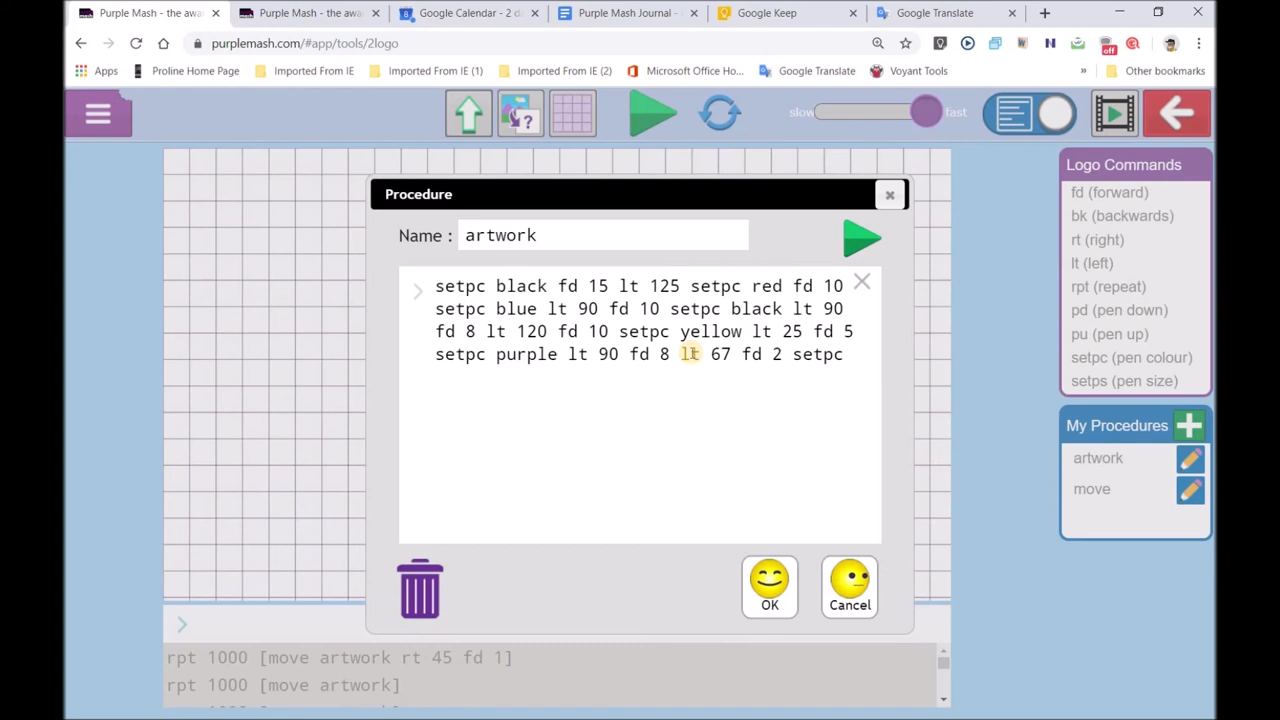 Purple Mash - the awa
Purple Mash - the awa
Google Calendar - 2 d
Purple Mash Journal -
Google Keep
Google Translate
purplemash.com/#app/tools/2logo
off
Apps
Proline Home Page
Imported From IE
Imported From IE (1)
Imported From IE (2)
Microsoft Office Ho...
Google Translate
Voyant Tools
»
Other bookmarks
slow
fast
Logo Commands
fd (forward)
bk (backwards)
rt (right)
lt (left)
rpt (repeat)
pd (pen down)
pu (pen up)
setpc (pen colour)
setps (pen size)
My Procedures
artwork
move
Procedure
Name : artwork
setpc black fd 15 lt 125 setpc red fd 10
setpc blue lt 90 fd 10 setpc black lt 90
fd 8 lt 120 fd 10 setpc yellow lt 25 fd 5
setpc purple lt 90 fd 8 lt 67 fd 2 setpc
OK
Cancel
rpt 1000 [move artwork rt 45 fd 1]
rpt 1000 [move artwork]